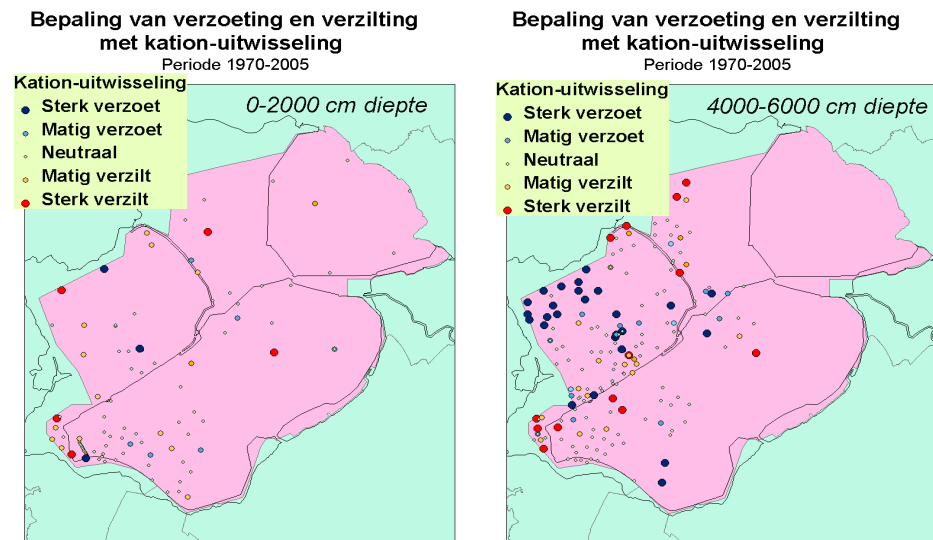 Bepaling van verzoeting en verzilting
met kation-uitwisseling
Periode 1970-2005
Kation-uitwisseling
Sterk verzoet
Matig verzoet
Neutraal
Matig verzilt
Sterk verzilt
0-2000 cm diepte
Bepaling van verzoeting en verzilting
met kation-uitwisseling
Periode 1970-2005
Kation-uitwisseling
Sterk verzoet
Matig verzoet
Neutraal
Matig verzilt
Sterk verzilt
4000-6000 cm diepte